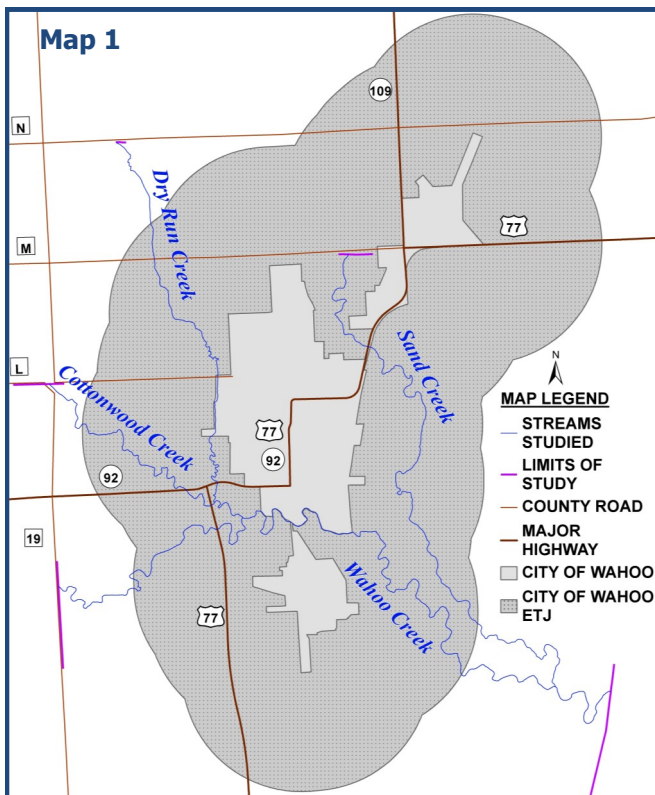 Map 1
109
N
Dry Run Creek
77
M
Sand Creek
L
Cottonwood Creek
N
MAP LEGEND
STREAMS
STUDIED
LIMITS OF
STUDY
COUNTY ROAD
MAJOR
HIGHWAY
CITY OF WAHOO
CITY OF WAHOO
ETJ
77
92
92
19
Wahoo Creek
77